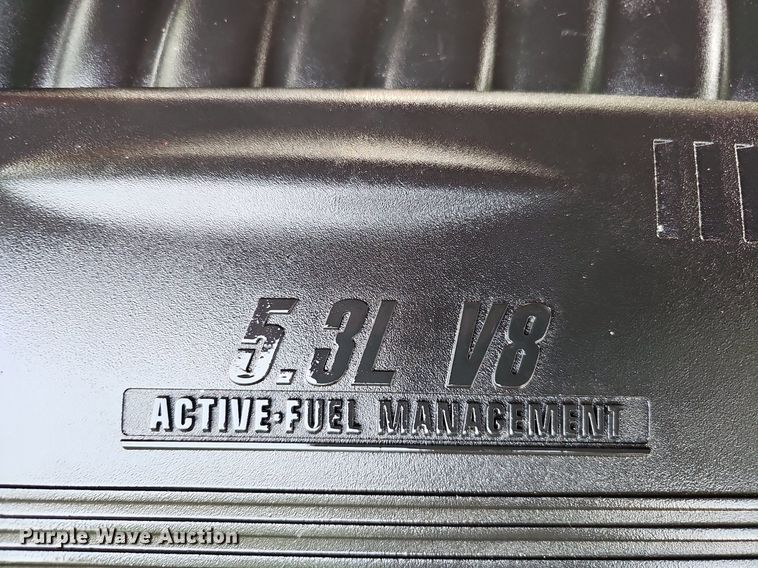 5.3L V8
ACTIVE·FUEL MANAGEMENT
Purple Wave Auction